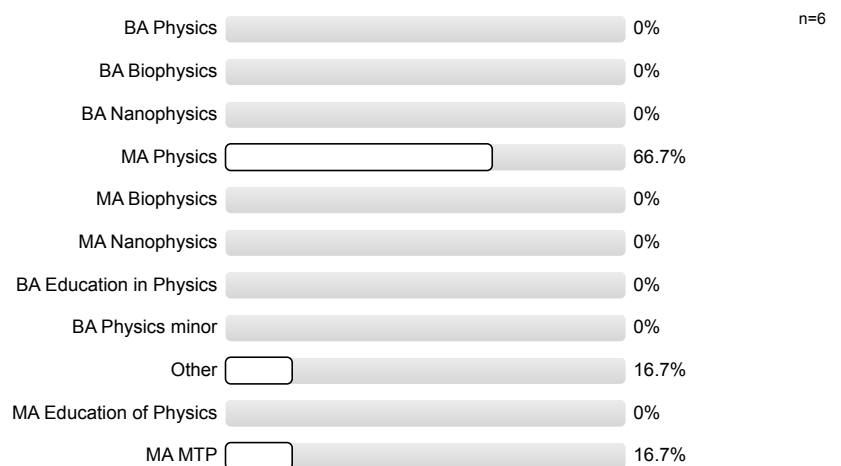 BA Physics 0% n=6
BA Biophysics 0%
BA Nanophysics 0%
MA Physics 66.7%
MA Biophysics 0%
MA Nanophysics 0%
BA Education in Physics 0%
BA Physics minor 0%
Other 16.7%
MA Education of Physics 0%
MA MTP 16.7%